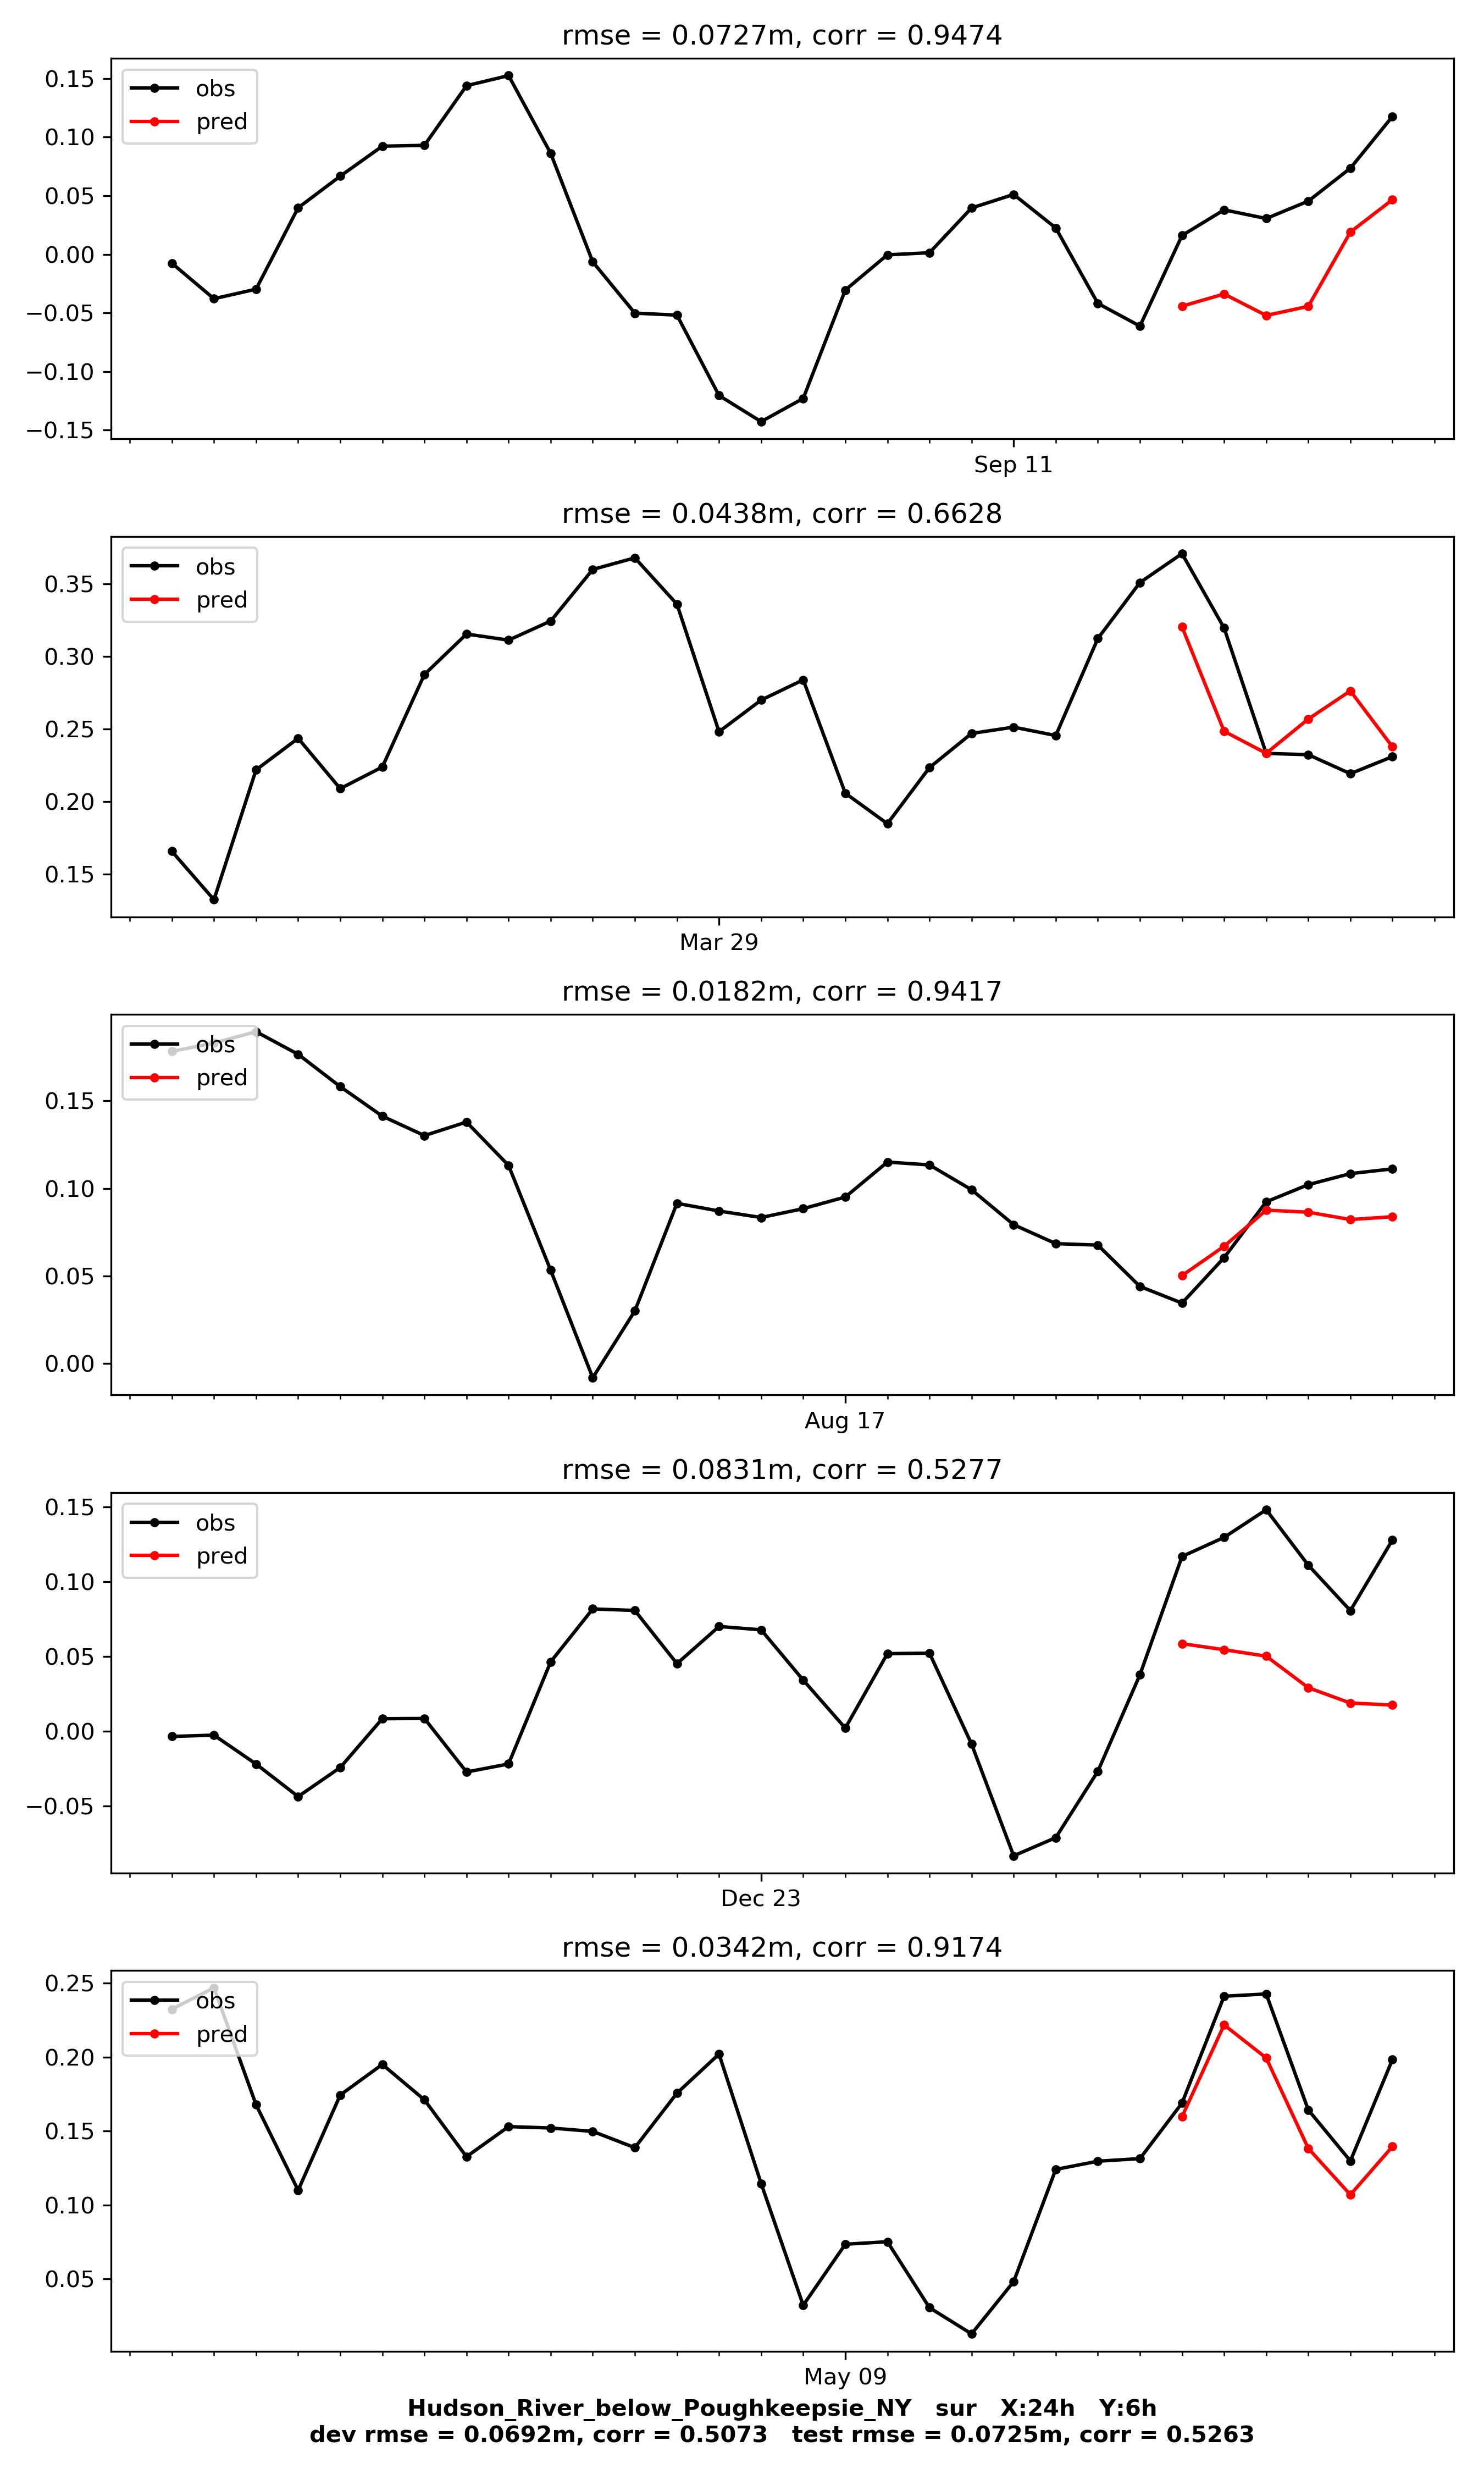 rmse = 0.0727m, corr = 0.9474
obs
pred
0.15
0.10
0.05
0.00
−0.05
−0.10
−0.15
Sep 11
rmse = 0.0438m, corr = 0.6628
obs
pred
0.35
0.30
0.25
0.20
0.15
Mar 29
rmse = 0.0182m, corr = 0.9417
obs
pred
0.15
0.10
0.05
0.00
Aug 17
rmse = 0.0831m, corr = 0.5277
obs
pred
0.15
0.10
0.05
0.00
−0.05
Dec 23
rmse = 0.0342m, corr = 0.9174
obs
pred
0.25
0.20
0.15
0.10
0.05
May 09
Hudson_River_below_Poughkeepsie_NY sur X:24h Y:6h
dev rmse = 0.0692m, corr = 0.5073 test rmse = 0.0725m, corr = 0.5263